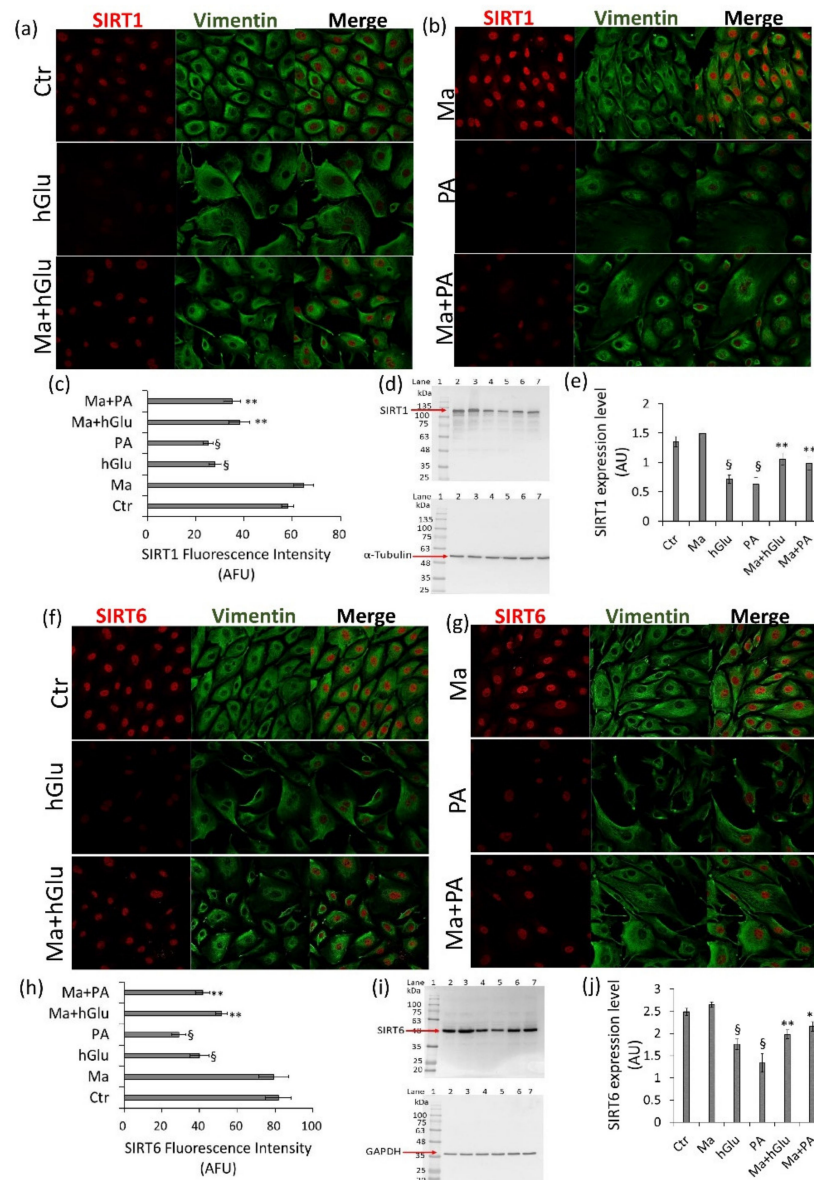 (a)
SIRT1 Vimentin Merge
Ctr
hGlu
Ma+hGlu
(b)
SIRT1 Vimentin Merge
Ma
PA
Ma+PA
(c)
Ma+PA **
Ma+hGlu **
PA §
hGlu §
Ma
Ctr
0 20 40 60 80
SIRT1 Fluorescence Intensity
(AFU)
(d)
Lane
1 2 3 4 5 6 7
kDa
135
100
75
63
48
35
25
SIRT1
Lane
1 2 3 4 5 6 7
kDa
135
100
75
63
48
35
25
α-Tubulin
(e)
SIRT1 expression level
(AU)
2
1.5
1
0.5
0
§ § ** **
Ctr Ma hGlu PA Ma+hGlu Ma+PA
(f)
SIRT6 Vimentin Merge
Ctr
hGlu
Ma+hGlu
(g)
SIRT6 Vimentin Merge
Ma
PA
Ma+PA
(h)
Ma+PA **
Ma+hGlu **
PA §
hGlu §
Ma
Ctr
0 20 40 60 80 100
SIRT6 Fluorescence Intensity
(AFU)
(i)
Lane
1 2 3 4 5 6 7
kDa
100
75
63
48
35
25
20
SIRT6
Lane
1 2 3 4 5 6 7
kDa
135
100
75
63
48
35
25
GAPDH
(j)
SIRT6 expression level
(AU)
3
2.5
2
1.5
1
0.5
0
§ § ** *
Ctr Ma hGlu PA Ma+hGlu Ma+PA